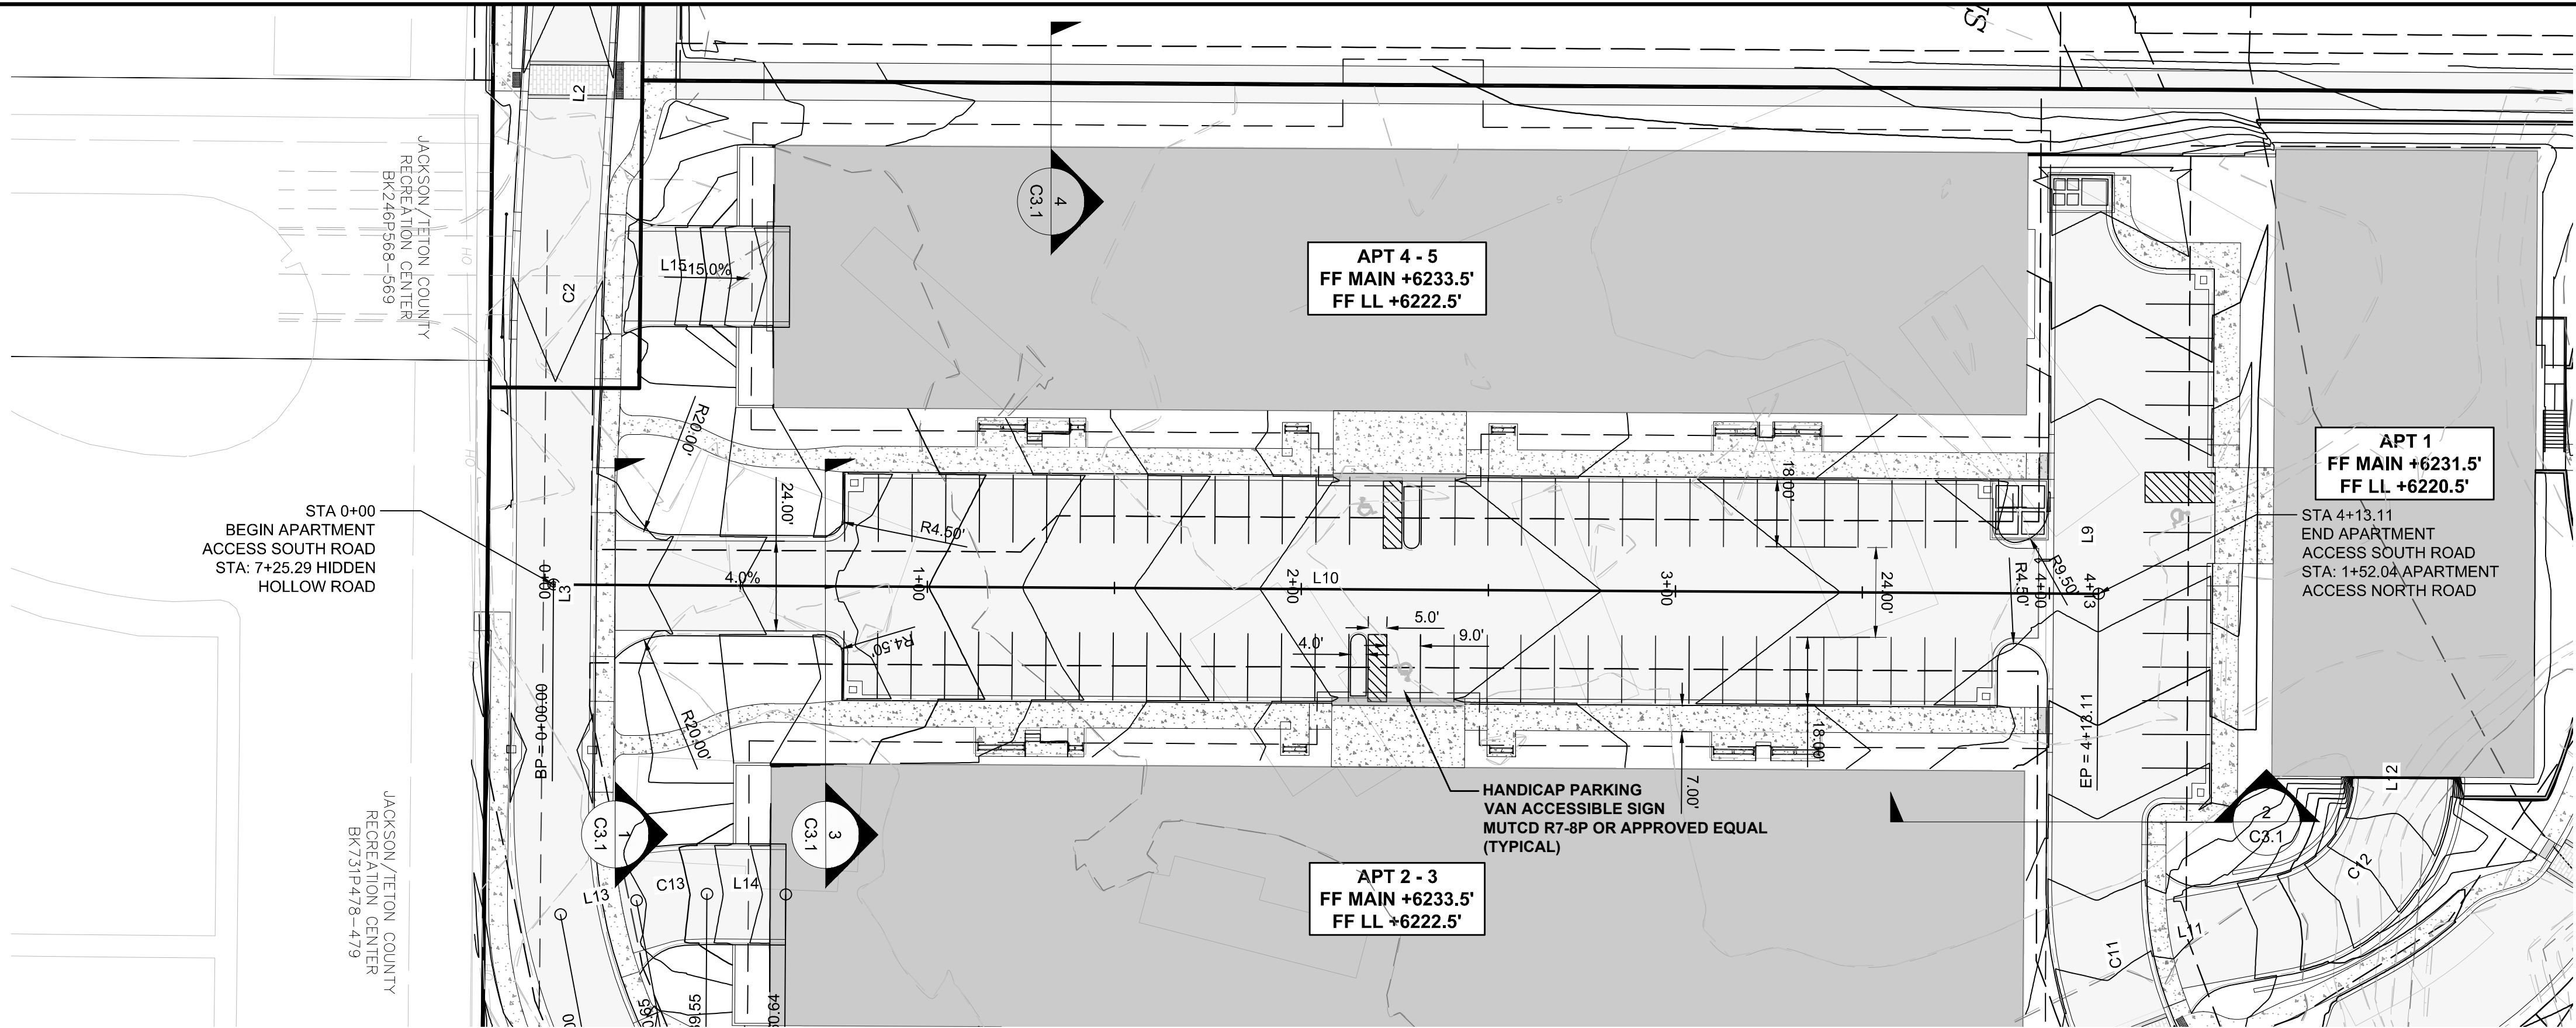 L2
C2
JACKSON/TETON COUNTY
RECREATION CENTER
BK246P568-569
HO
HO
4
C3.1
L15
15.0%
APT 4 - 5
FF MAIN +6233.5'
FF LL +6222.5'
APT 1
FF MAIN +6231.5'
FF LL +6220.5'
STA 0+00
BEGIN APARTMENT
ACCESS SOUTH ROAD
STA: 7+25.29 HIDDEN
HOLLOW ROAD
R20.00'
24.00'
R4.50'
4.0%
0+00
L3
1+00
2+00
L10
3+00
18.00'
24.00'
R4.50'
4+00
R9.50'
4+13
L9
STA 4+13.11
END APARTMENT
ACCESS SOUTH ROAD
STA: 1+52.04 APARTMENT
ACCESS NORTH ROAD
R4.50'
4.0'
5.0'
9.0'
R20.00'
BP = 0+00.00
EP = 4+13.11
18.00'
7.00'
HANDICAP PARKING
VAN ACCESSIBLE SIGN
MUTCD R7-8P OR APPROVED EQUAL
(TYPICAL)
JACKSON/TETON COUNTY
RECREATION CENTER
BK731P478-479
1
C3.1
3
C3.1
2
C3.1
L12
C12
L11
C11
L13
C13
L14
APT 2 - 3
FF MAIN +6233.5'
FF LL +6222.5'